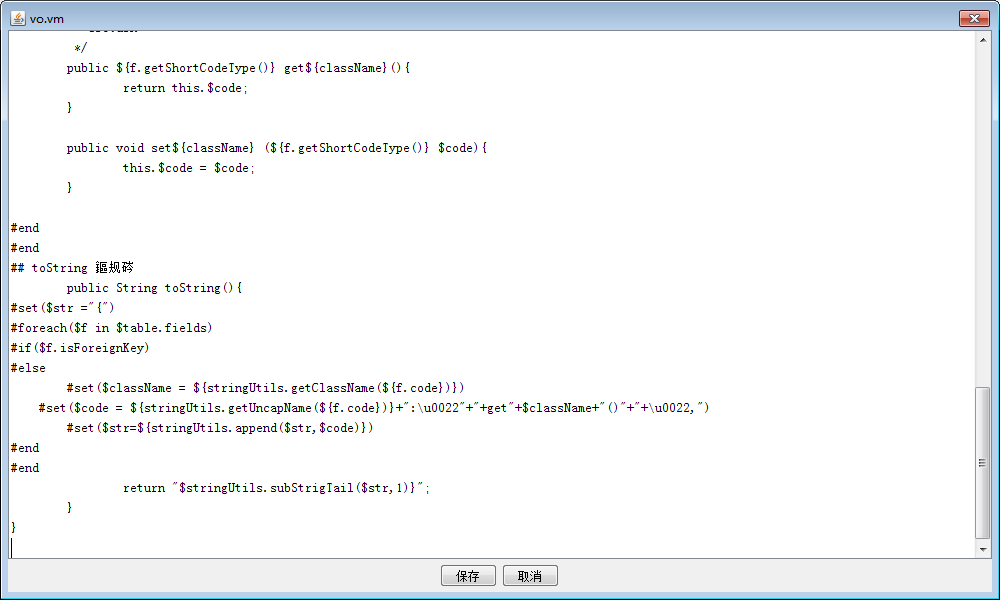 vo.vm
*/
public ${f.getShortCodeType()} get${className}(){
return this.$code;
}
public void set${className} (${f.getShortCodeType()} $code){
this.$code = $code;
}
#end
#end
## toString 鏂规硶
public String toString(){
#set($str ="{")
#foreach($f in $table.fields)
#if($f.isForeignKey)
#else
#set($className = ${stringUtils.getClassName(${f.code})})
#set($code = ${stringUtils.getUncapName(${f.code})}+":\u0022"+"+get"+$className+"()"+"+\u0022,")
#set($str=${stringUtils.append($str,$code)})
#end
#end
return "$stringUtils.subStrigTail($str,1)}";
}
}
保存 取消